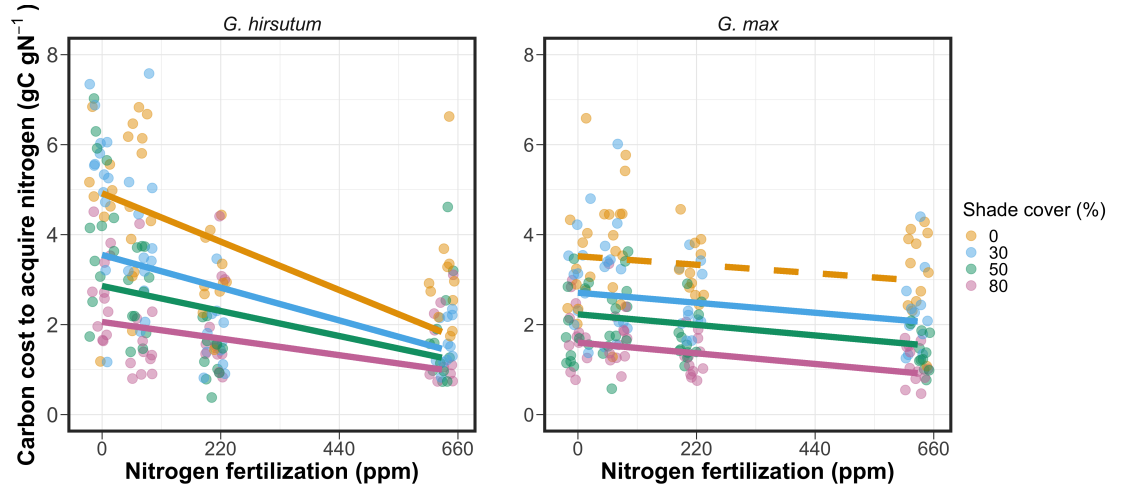 G. hirsutum
G. max
Carbon cost to acquire nitrogen (gC gN⁻¹)
8
6
4
2
0
0 220 440 660
Nitrogen fertilization (ppm)
8
6
4
2
0
0 220 440 660
Nitrogen fertilization (ppm)
Shade cover (%)
0
30
50
80